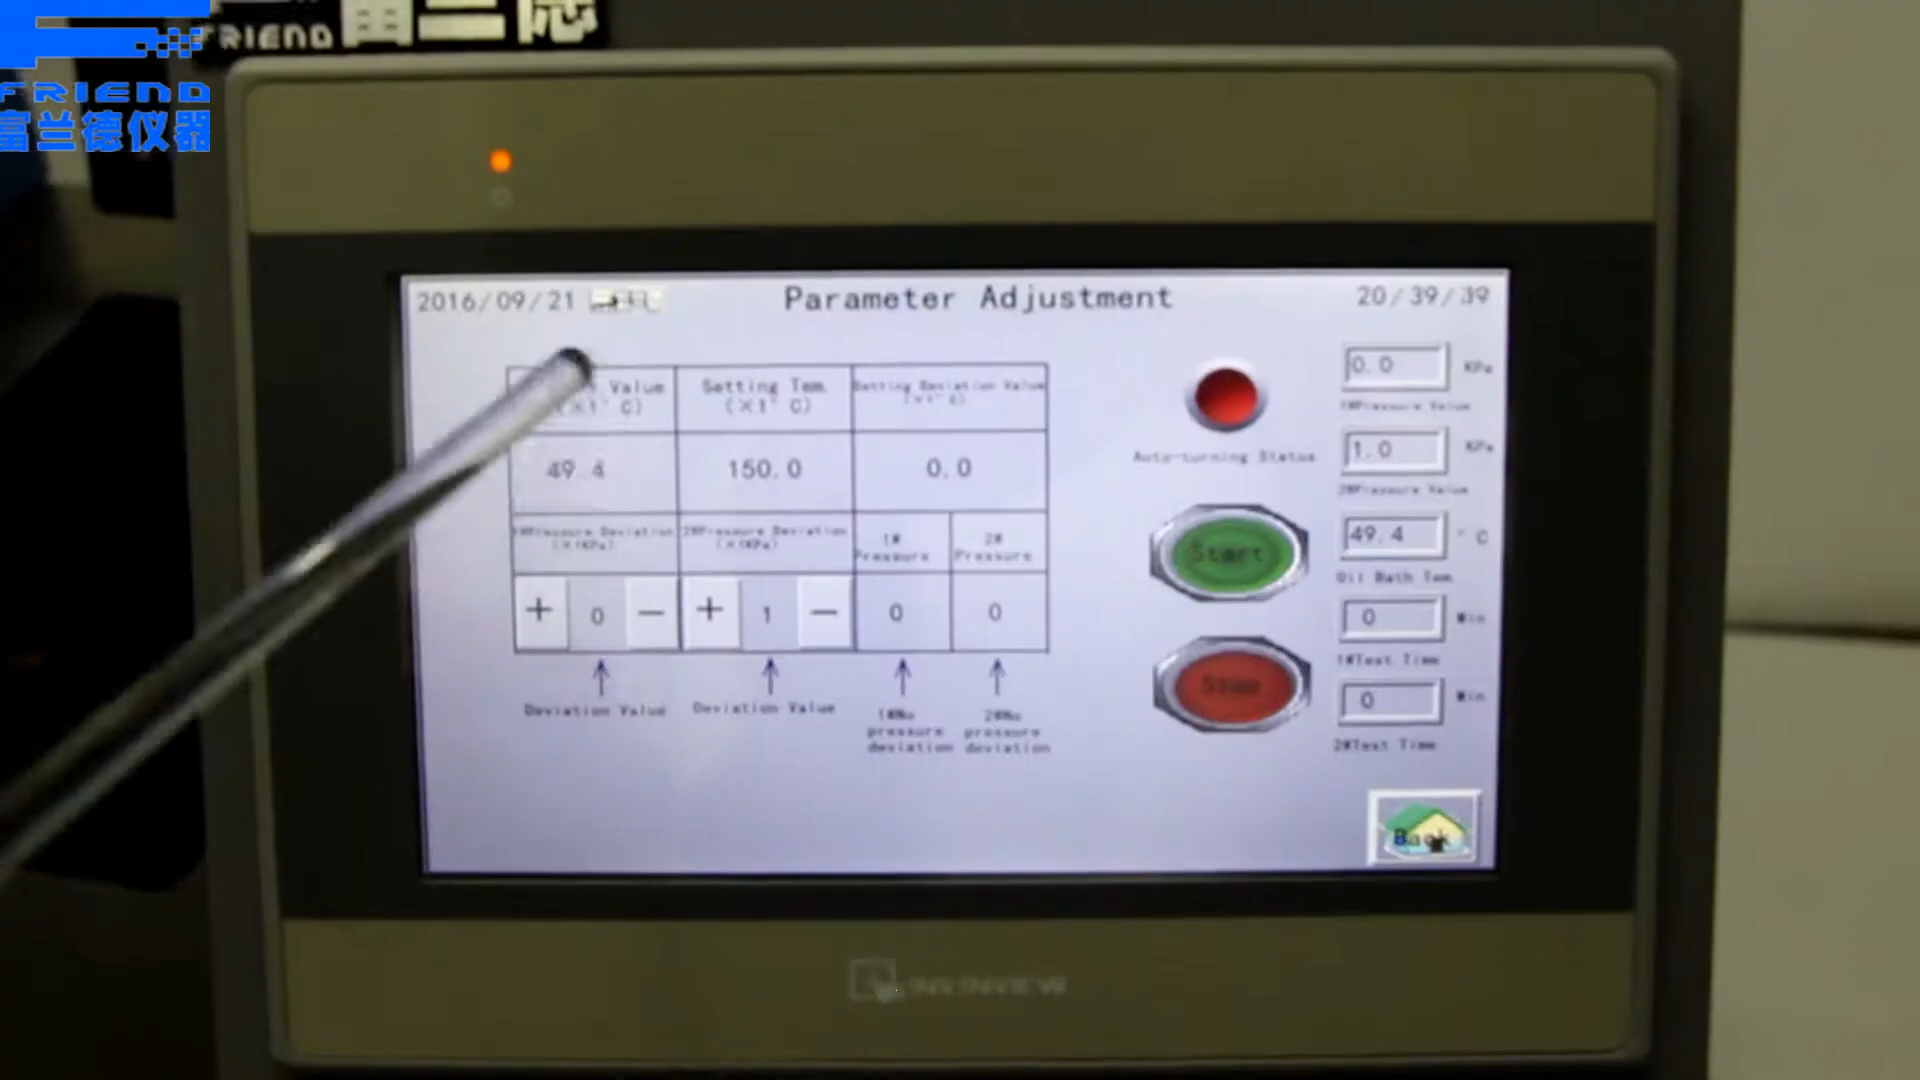 FRIEND
FRIEND
富兰德仪器
2016/09/21
Parameter Adjustment
20/39/39
Value
(×1°C)
Setting Tem.
(×1°C)
Setting Deviation Value
(×1°C)
49.4
150.0
0.0
1#Pressure Deviation
(×1KPa)
2#Pressure Deviation
(×1KPa)
1#
Pressure
2#
Pressure
+ 0 —
+ 1 —
0
0
Deviation Value
Deviation Value
1#No
pressure
deviation
2#No
pressure
deviation
Auto-turning Status
Start
Stop
0.0 KPa
1#Pressure Value
1.0 KPa
2#Pressure Value
49.4 °C
Oil Bath Tem
0 Min
1#Test Time
0 Min
2#Test Time
Back